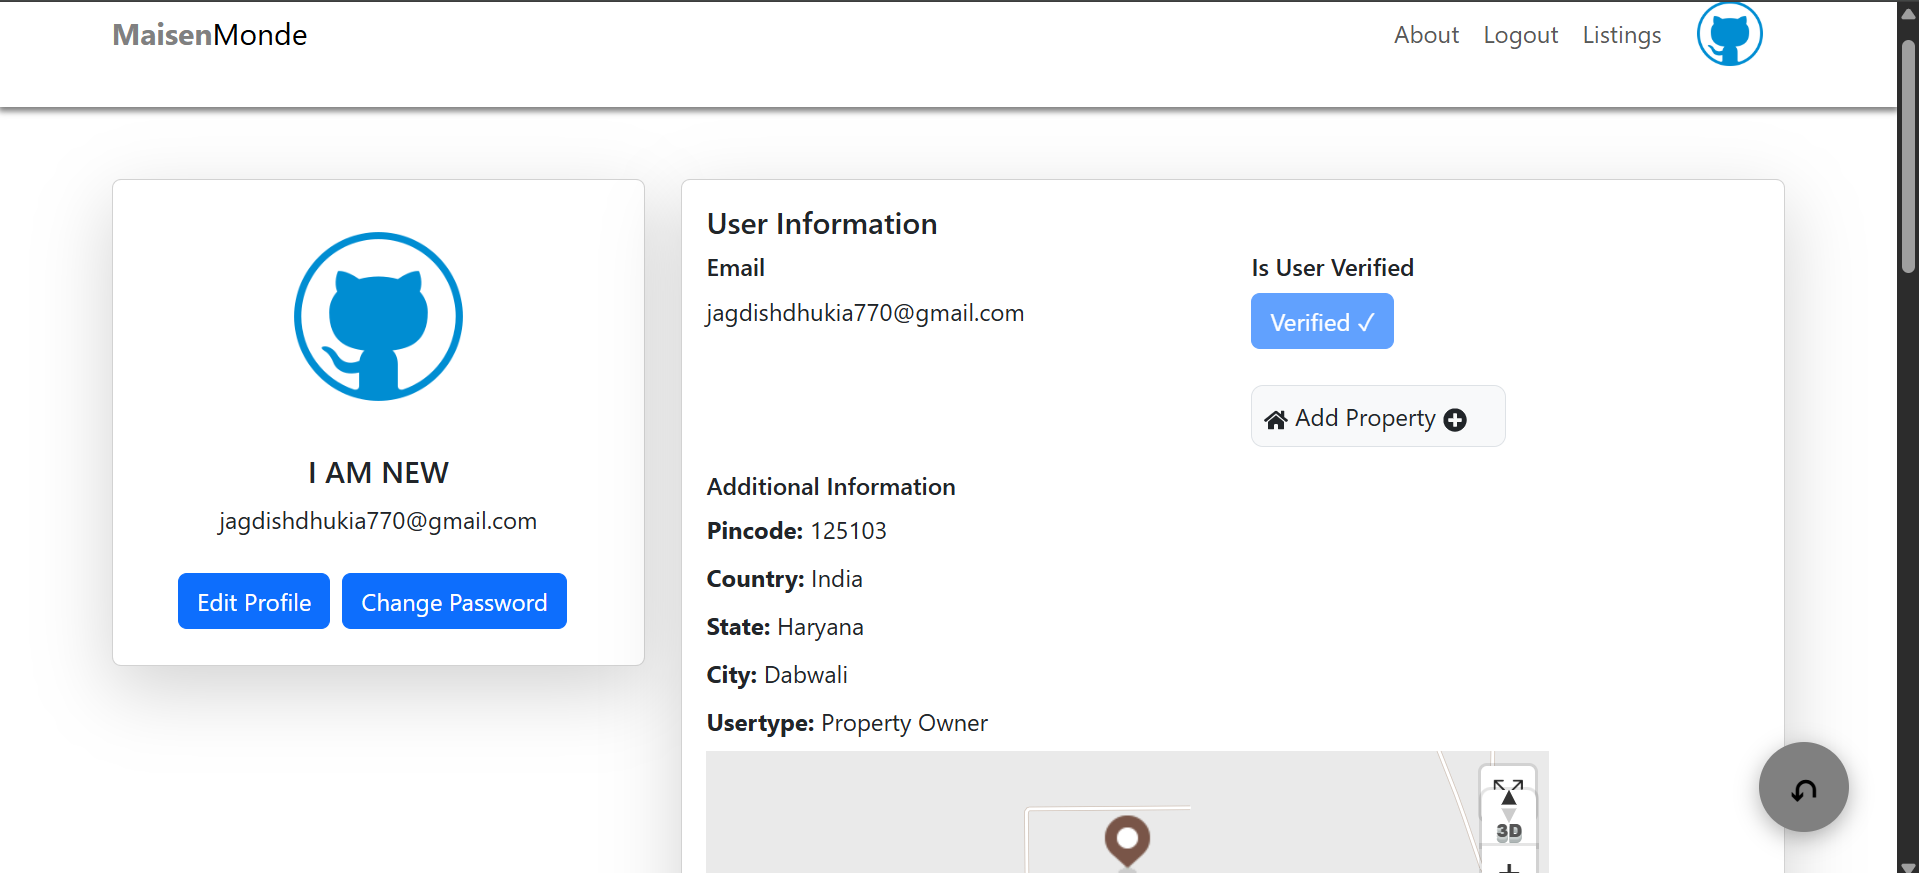 MaisenMonde
About Logout Listings
I AM NEW
jagdishdhukia770@gmail.com
Edit Profile Change Password
User Information
Email
jagdishdhukia770@gmail.com
Is User Verified
Verified ✓
Add Property
Additional Information
Pincode: 125103
Country: India
State: Haryana
City: Dabwali
Usertype: Property Owner
3D